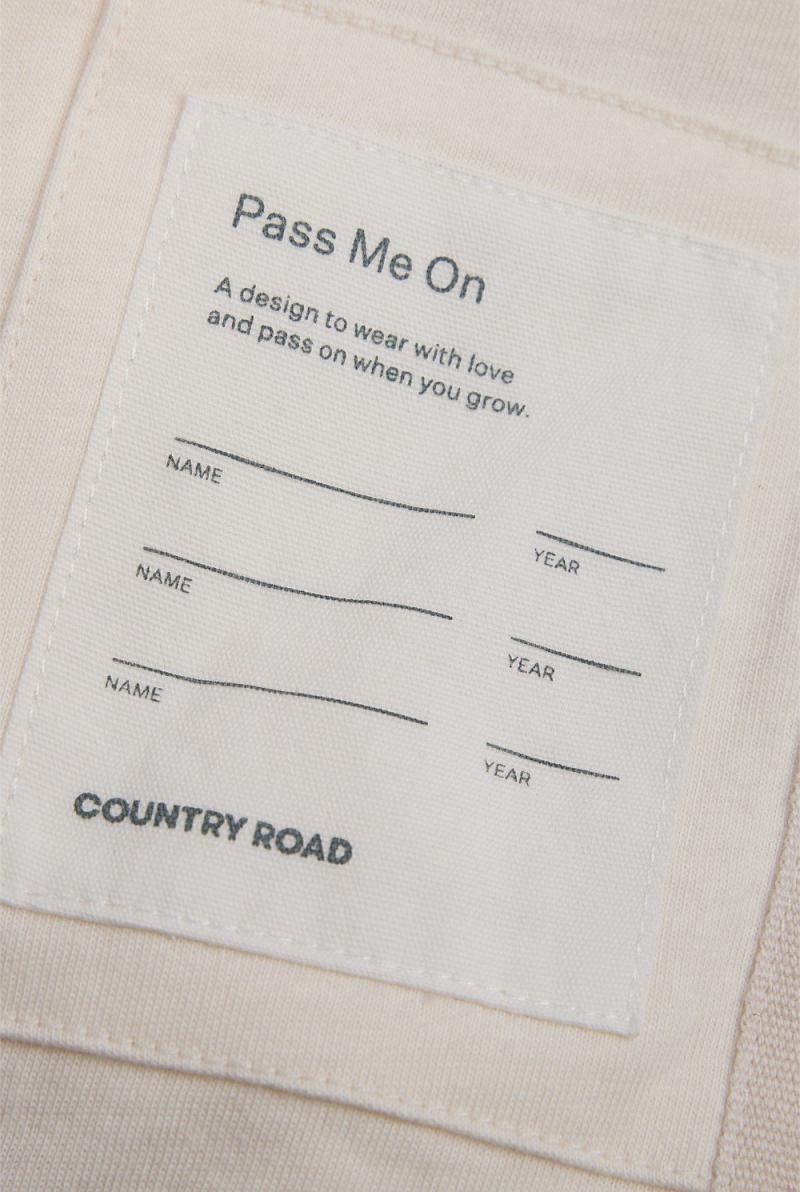 Pass Me On
A design to wear with love
and pass on when you grow.
NAME
YEAR
NAME
YEAR
NAME
YEAR
COUNTRY ROAD